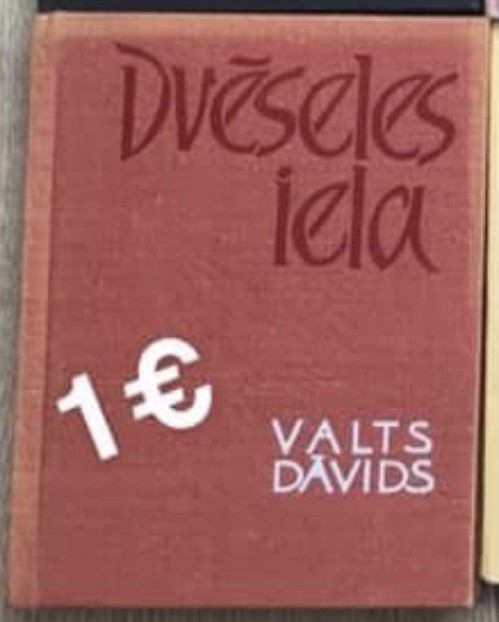 Dvēseles
iela
1€
VALTS
DĀVIDS